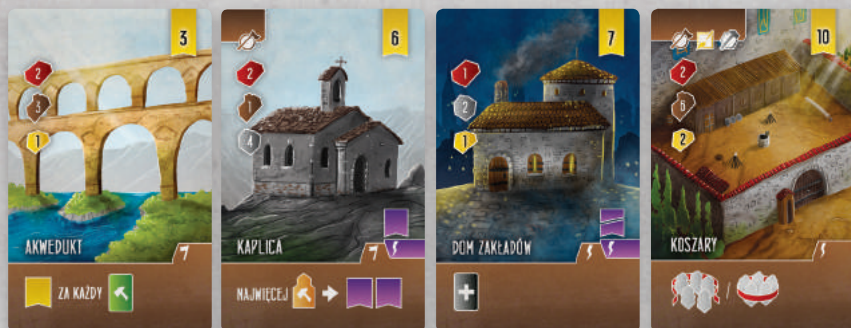 3
2
3
1
AKWEDUKT
ZA KAŻDY
6
2
1
4
KAPLICA
NAJWIĘCEJ
7
1
2
1
DOM ZAKŁADÓW
10
2
6
2
KOSZARY
/